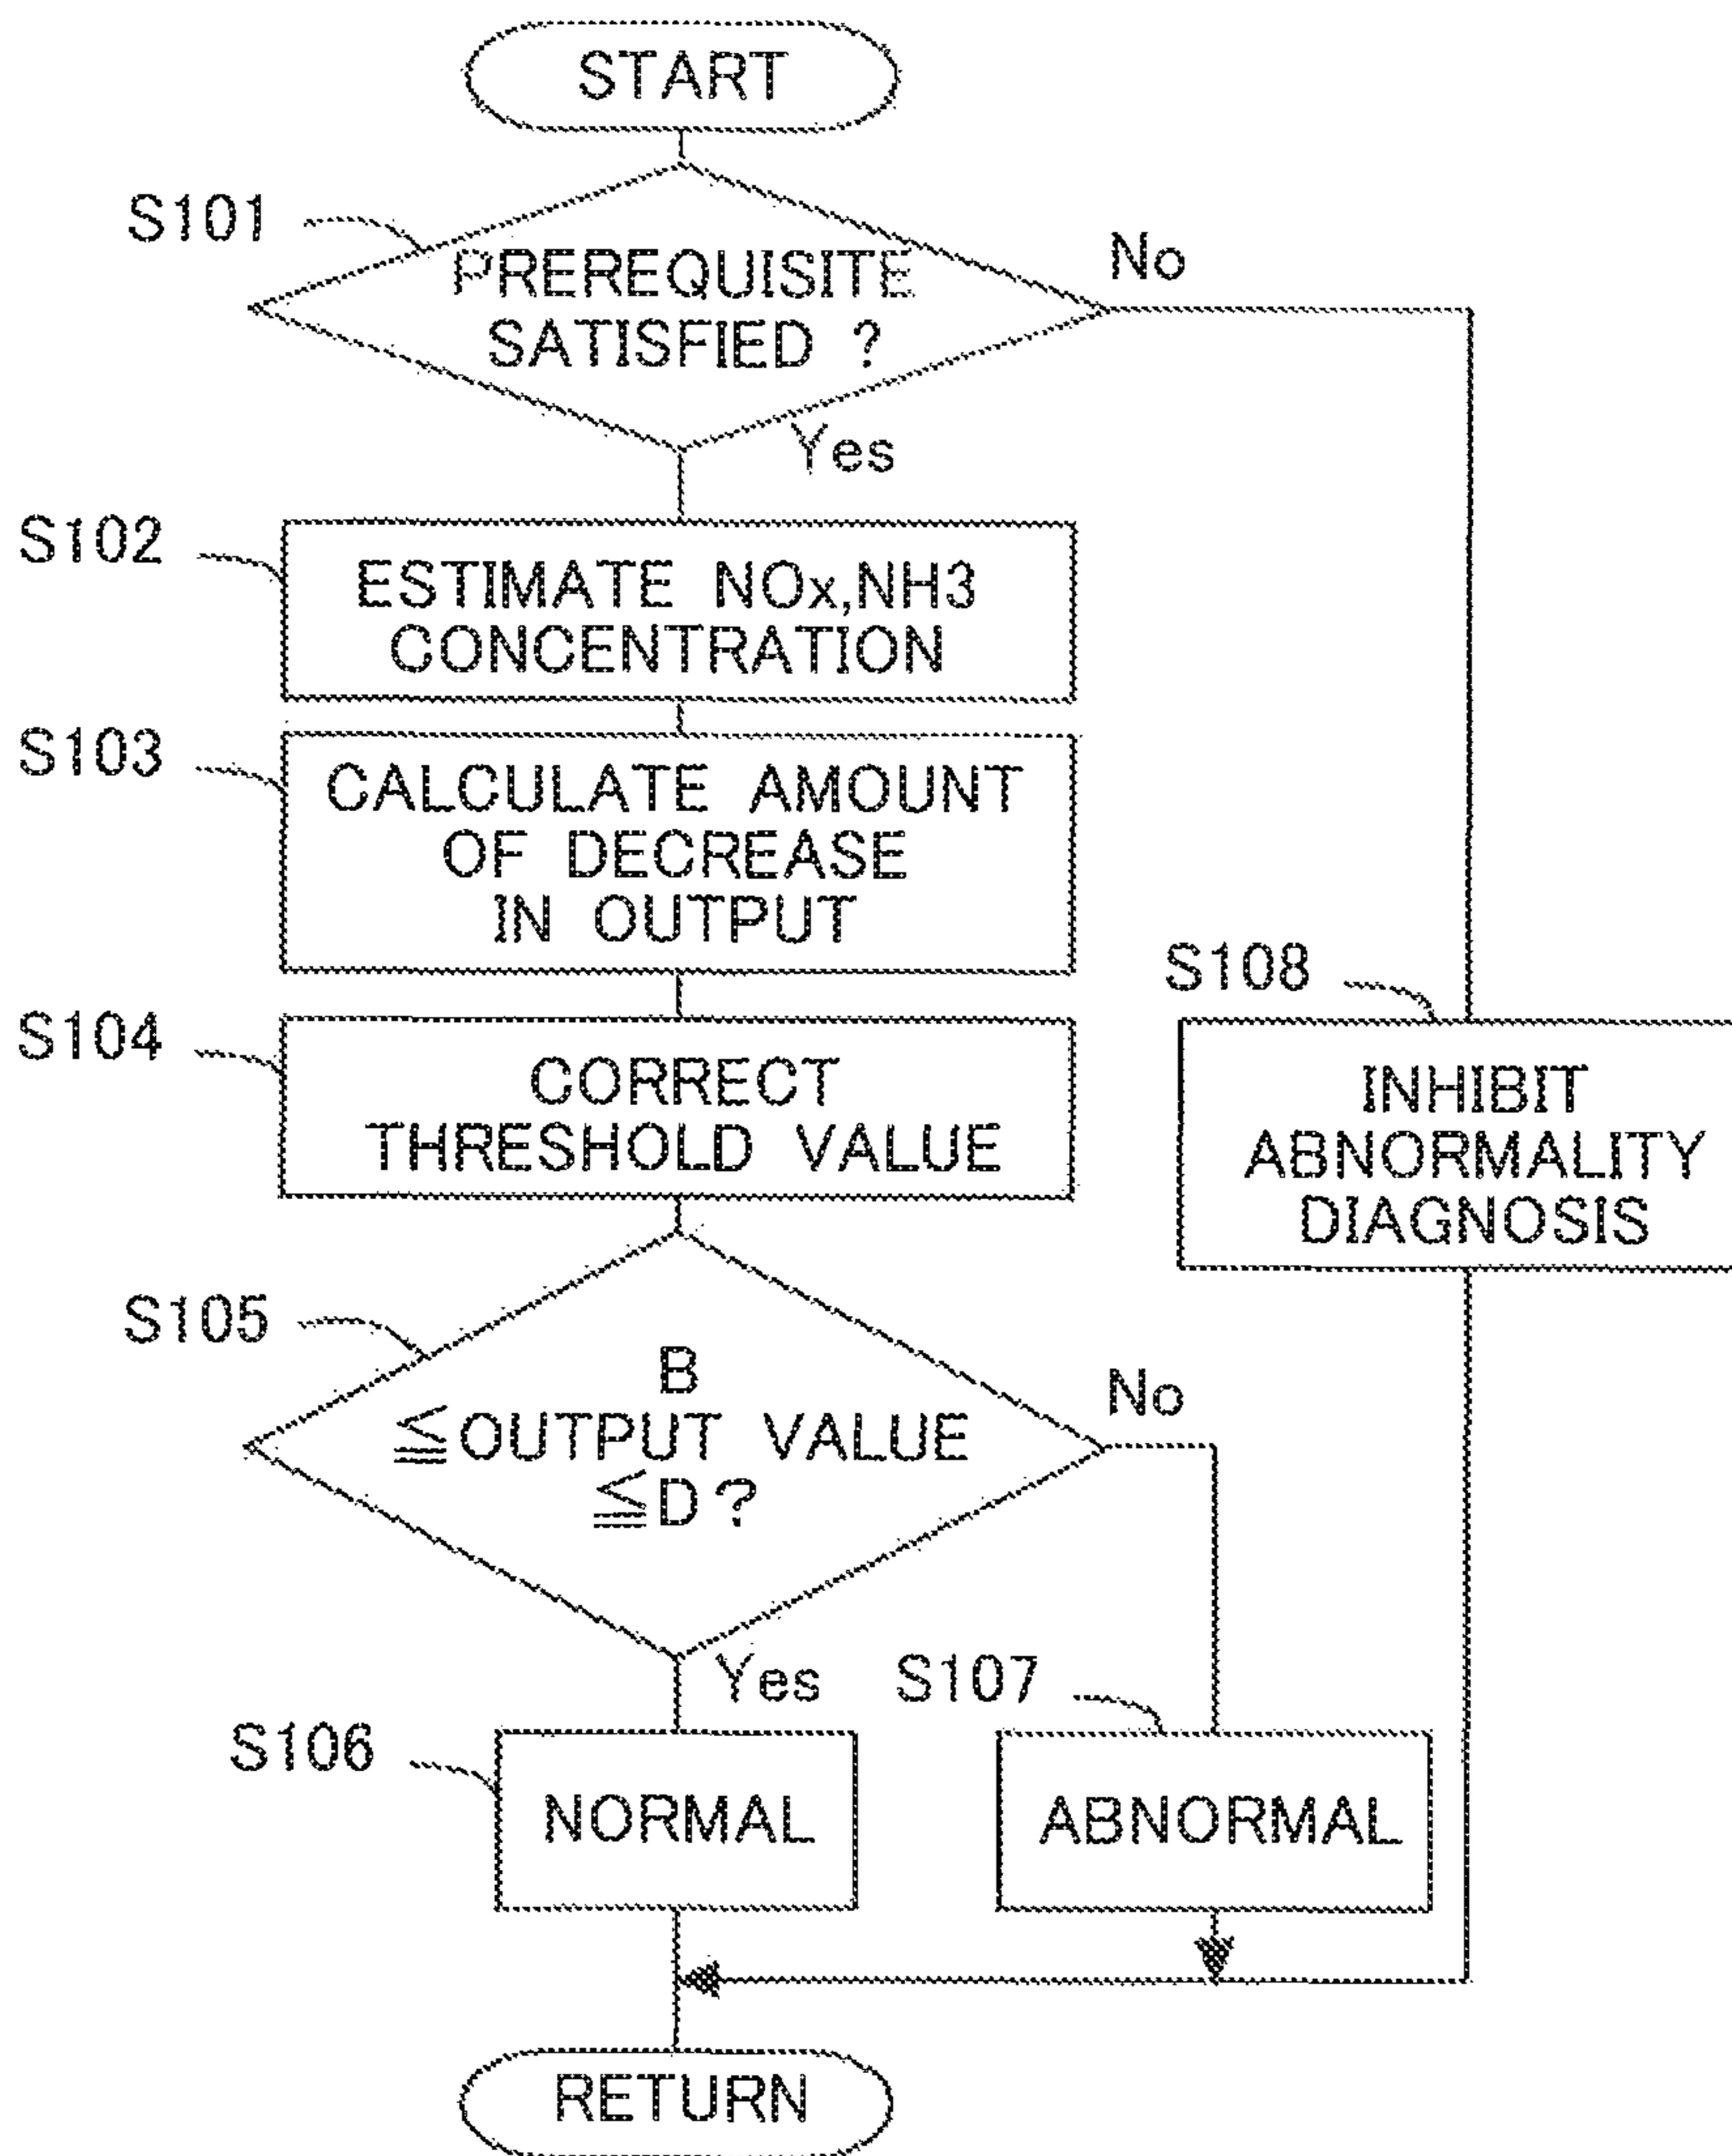 START
S101
PREREQUISITE
SATISFIED ?
No
Yes
S102
ESTIMATE NOx,NH3
CONCENTRATION
S103
CALCULATE AMOUNT
OF DECREASE
IN OUTPUT
S104
CORRECT
THRESHOLD VALUE
S108
INHIBIT
ABNORMALITY
DIAGNOSIS
S105
B
≦OUTPUT VALUE
≦D?
No
Yes
S106
NORMAL
S107
ABNORMAL
RETURN